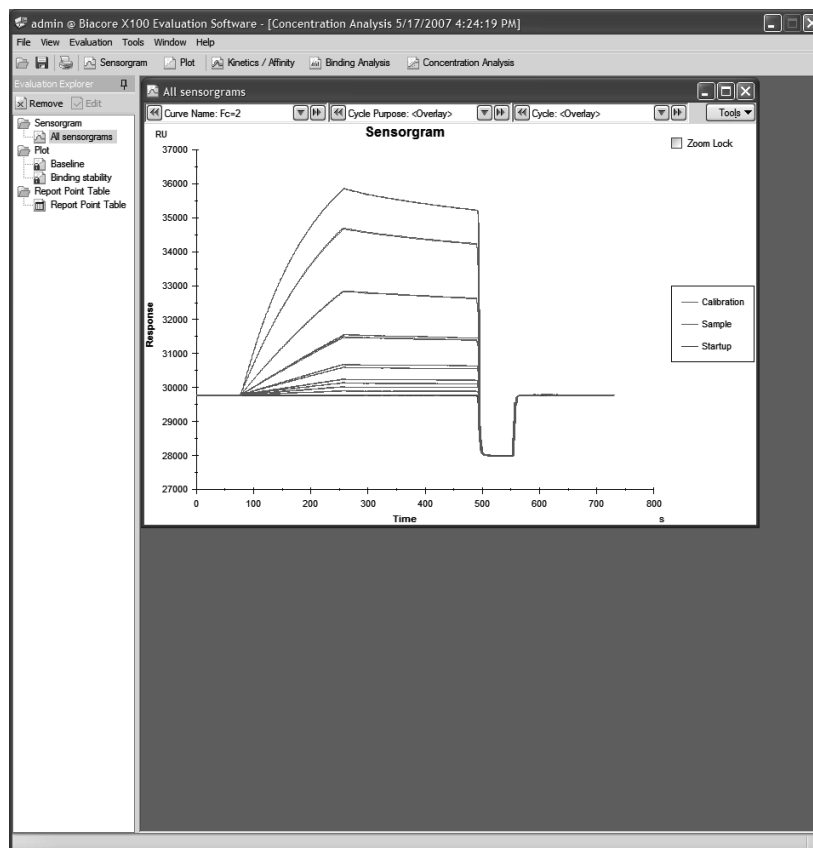 admin @ Biacore X100 Evaluation Software - [Concentration Analysis 5/17/2007 4:24:19 PM]
File View Evaluation Tools Window Help
Sensorgram Plot Kinetics / Affinity Binding Analysis Concentration Analysis
Evaluation Explorer
Remove Edit
Sensorgram
All sensorgrams
Plot
Baseline
Binding stability
Report Point Table
Report Point Table
All sensorgrams
Curve Name: Fc=2 Cycle Purpose: <Overlay> Cycle: <Overlay> Tools
Sensorgram
RU
Zoom Lock
37000
36000
35000
34000
33000
32000
31000
30000
29000
28000
27000
Response
0 100 200 300 400 500 600 700 800
Time s
Calibration
Sample
Startup